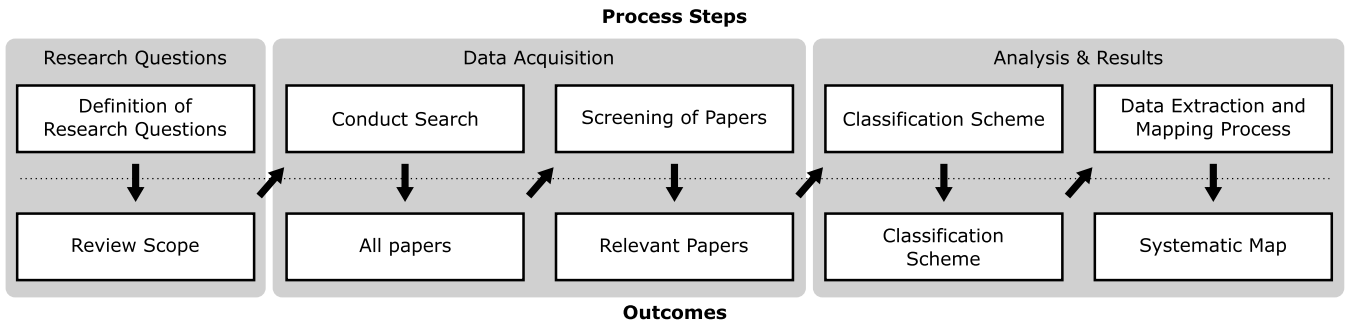 Process Steps
Research Questions
Data Acquisition
Analysis & Results
Definition of
Research Questions
Conduct Search
Screening of Papers
Classification Scheme
Data Extraction and
Mapping Process
Review Scope
All papers
Relevant Papers
Classification
Scheme
Systematic Map
Outcomes